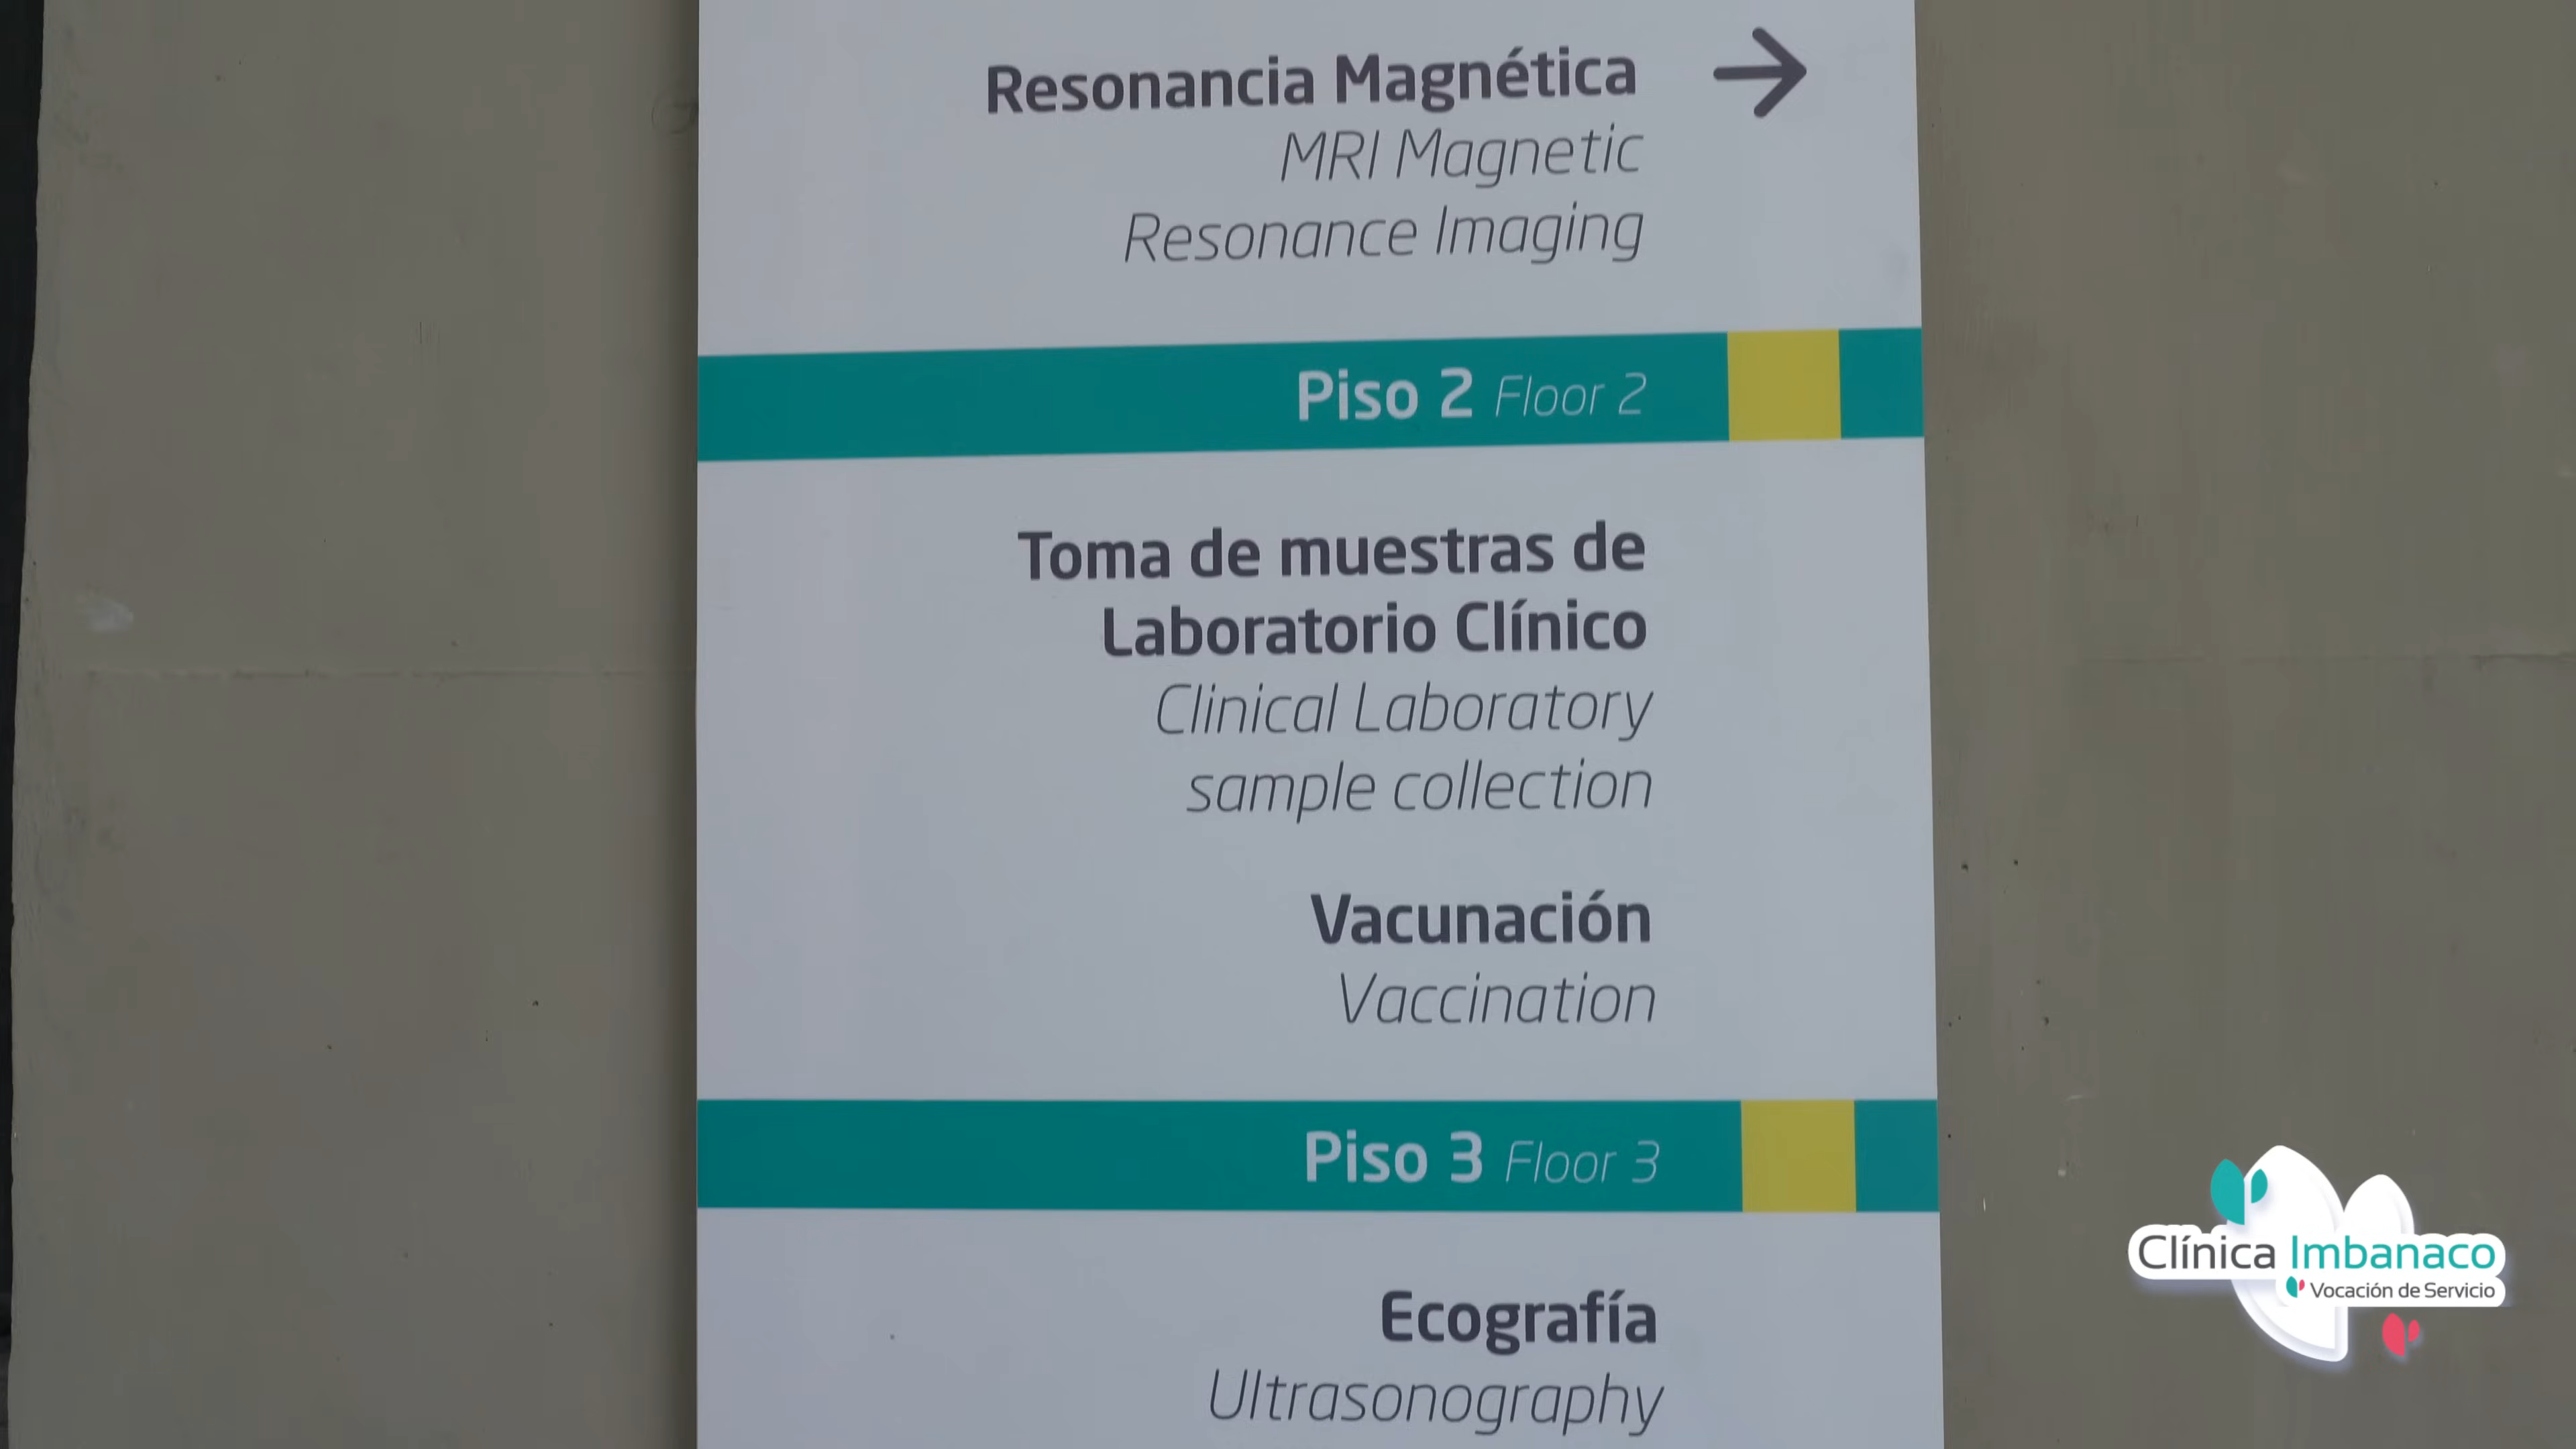 Resonancia Magnética →
MRI Magnetic
Resonance Imaging
Piso 2 Floor 2
Toma de muestras de
Laboratorio Clínico
Clinical Laboratory
sample collection
Vacunación
Vaccination
Piso 3 Floor 3
Ecografía
Ultrasonography
Clínica Imbanaco
Vocación de Servicio